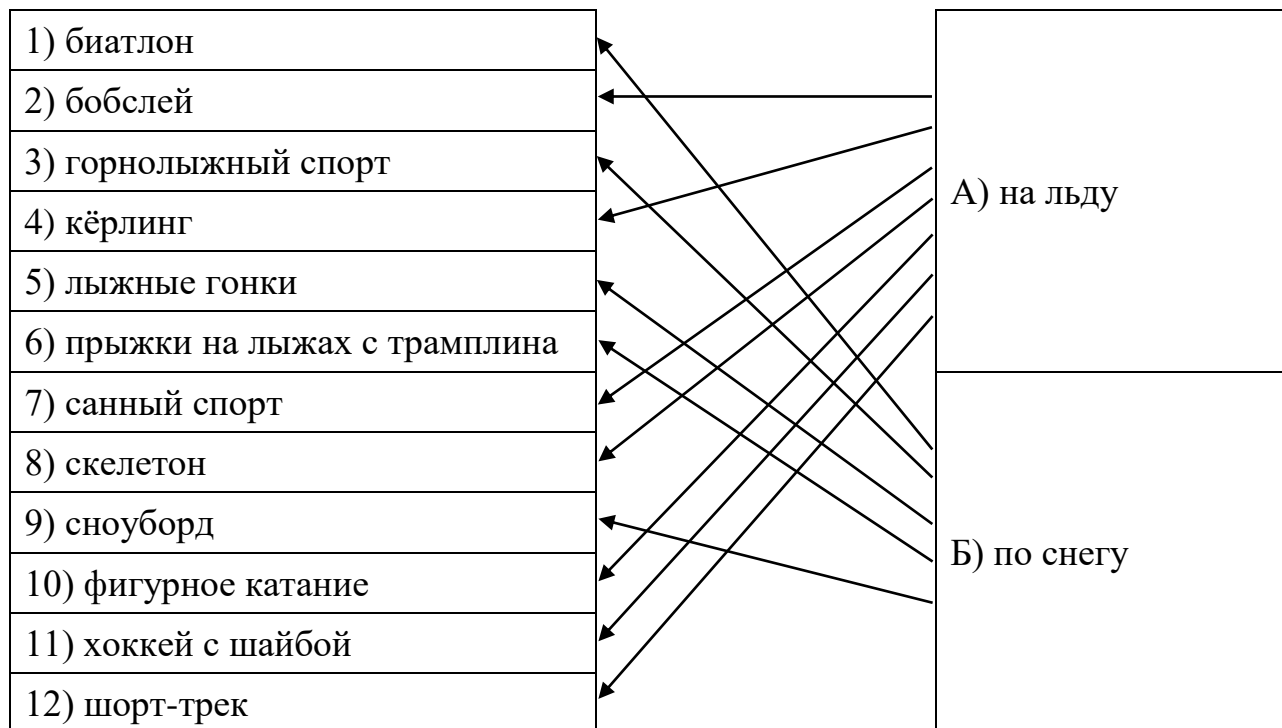 1) биатлон
2) бобслей
3) горнолыжный спорт
4) кёрлинг
5) лыжные гонки
6) прыжки на лыжах с трамплина
7) санный спорт
8) скелетон
9) сноуборд
10) фигурное катание
11) хоккей с шайбой
12) шорт-трек
А) на льду
Б) по снегу